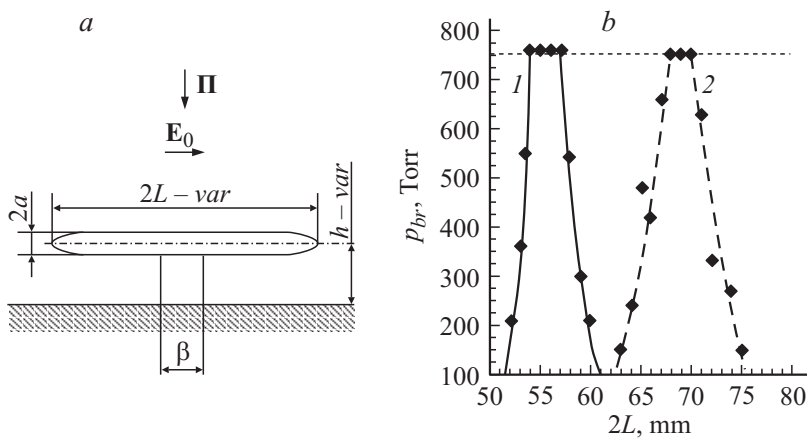 a
Π
E₀
2L – var
2a
h – var
β
b
800
700
600
500
400
300
200
100
p_br, Torr
1
2
50 55 60 65 70 75 80
2L, mm